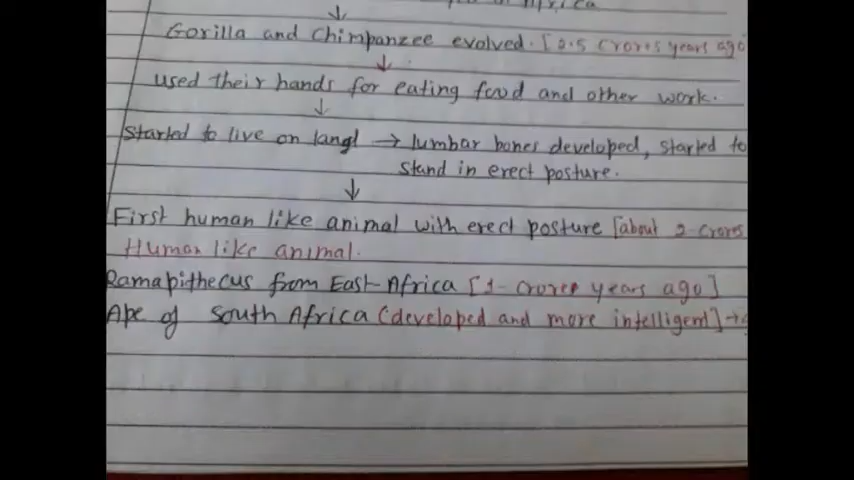 in Africa
↓
Gorilla and Chimpanzee evolved. [2.5 crores years ago
↓
used their hands for eating food and other work.
↓
Started to live on land → lumbar bones developed, started to
stand in erect posture.
↓
First human like animal with erect posture [about 2 crores
Human like animal.
Ramapithecus from East-Africa [1- crores years ago]
Ape of South Africa (developed and more intelligent] →